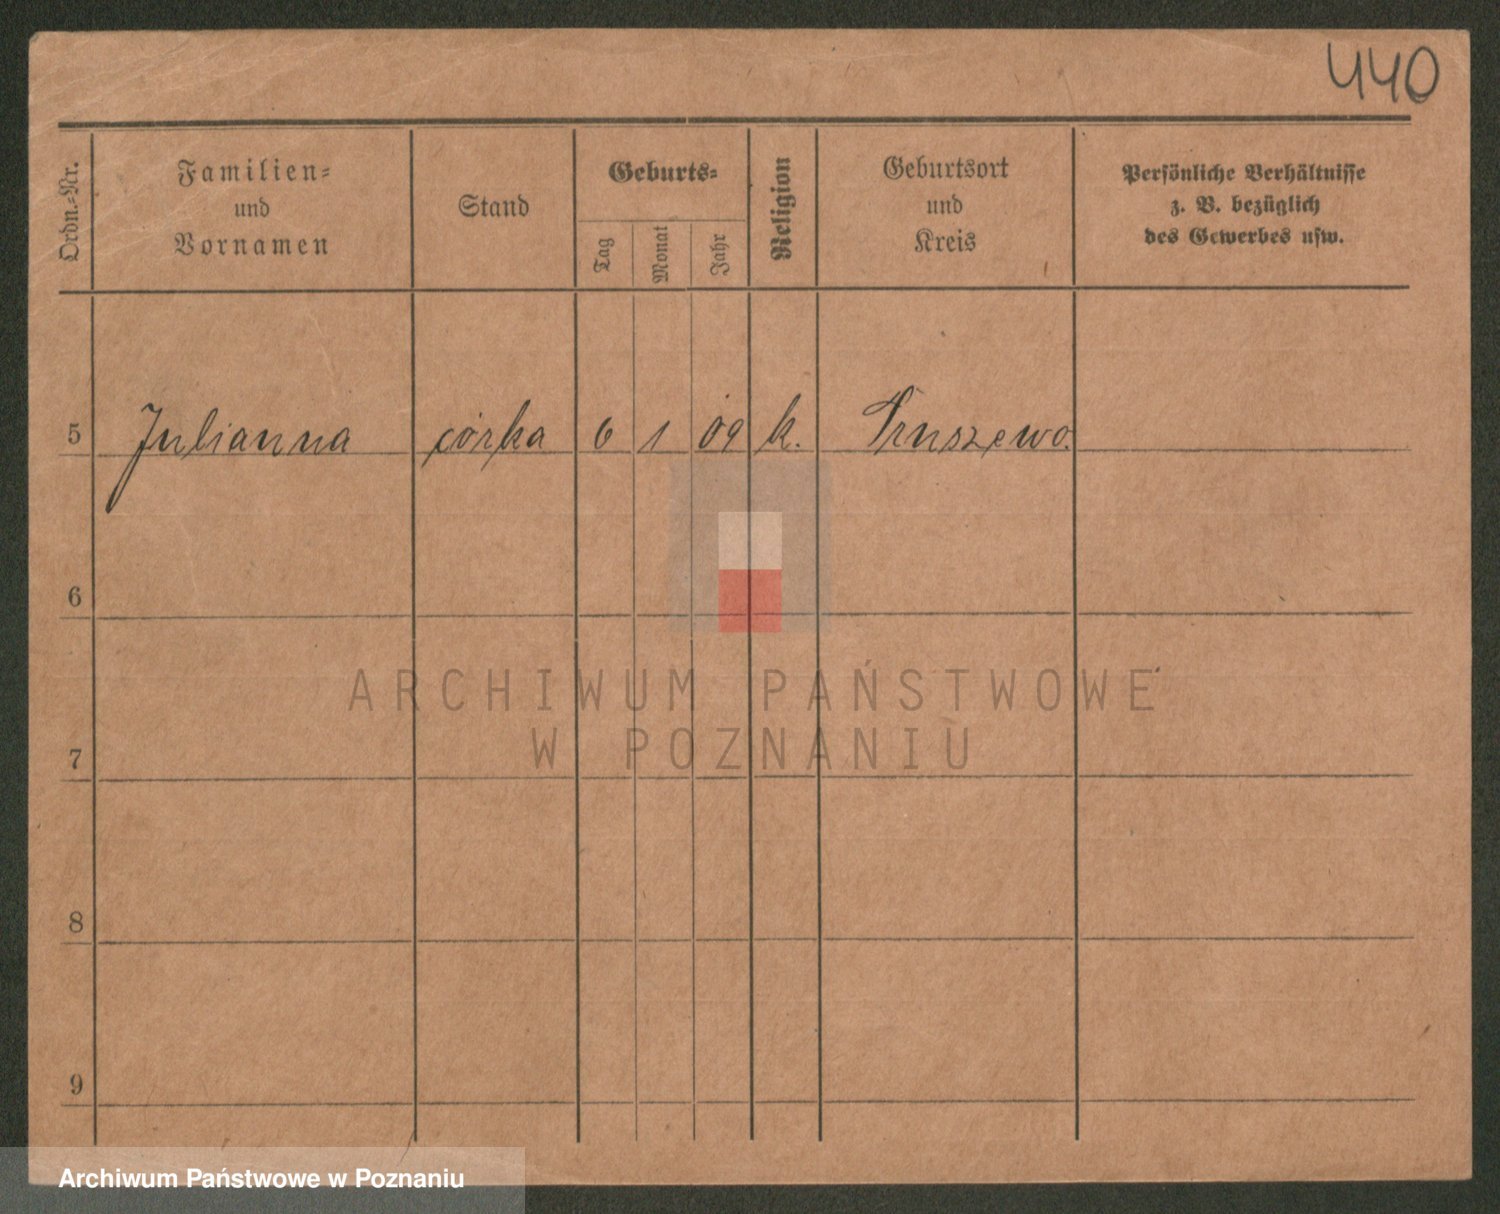 440
Ordn.-Nr.
Familien-
und
Vornamen
Stand
Geburts-
Tag
Monat
Jahr
Religion
Geburtsort
und
Kreis
Persönliche Verhältnisse
z. B. bezüglich
des Gewerbes usw.
5 Julianna córka 6 1 09 k. Pruszewo.
6
7
8
9
ARCHIWUM PAŃSTWOWE
W POZNANIU
Archiwum Państwowe w Poznaniu